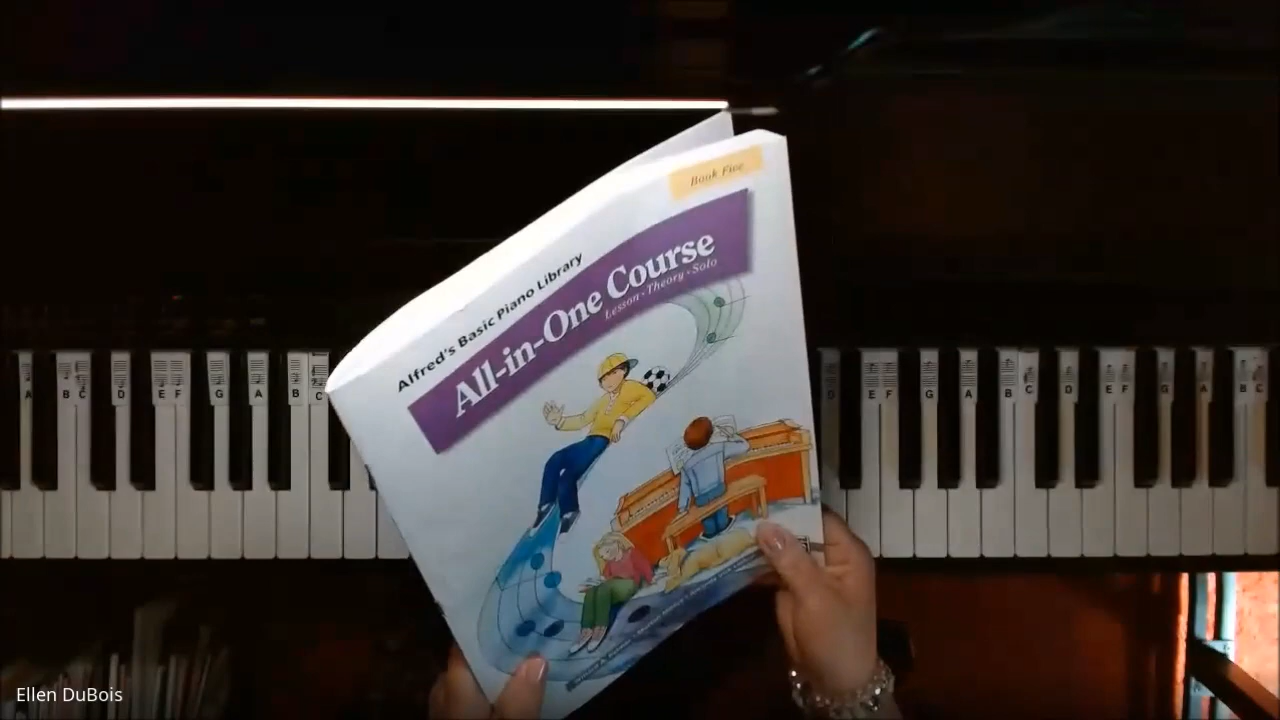 Book Five
Alfred's Basic Piano Library
All-in-One Course
Lesson • Theory • Solo
A B C D E F G A B C D E F G A B C D E F G A B C
Ellen DuBois